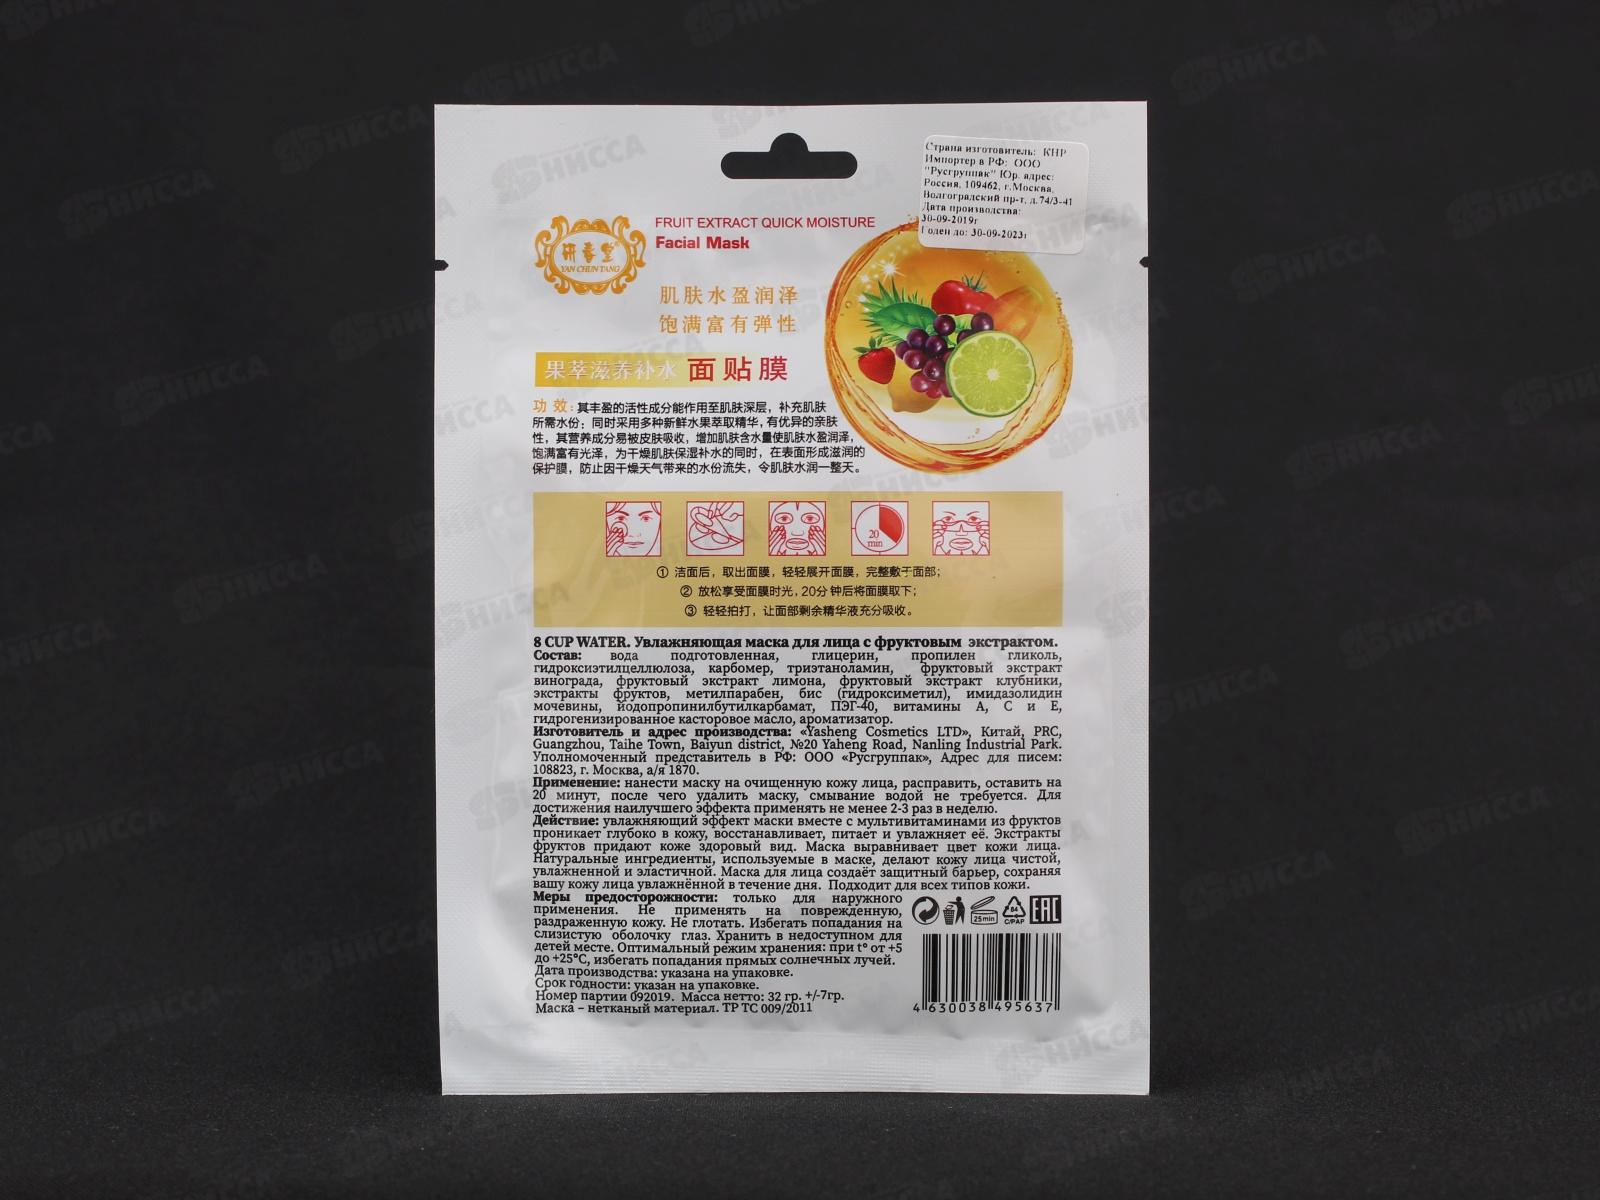 Страна изготовитель: КНР
Импортер в РФ: ООО
"Русгруппак" Юр. адрес:
Россия, 109462, г.Москва,
Волгоградский пр-т, д.74/3-41
Дата производства:
30-09-2019г
Годен до: 30-09-2023г
FRUIT EXTRACT QUICK MOISTURE
Facial Mask
研春堂
YAN CHUN TANG
肌肤水盈润泽
饱满富有弹性
果萃滋养补水 面贴膜
功效:其丰盈的活性成分能作用至肌肤深层，补充肌肤
所需水份；同时采用多种新鲜水果萃取精华,有优异的亲肤
性，其营养成分易被皮肤吸收，增加肌肤含水量使肌肤水盈润泽，
饱满富有光泽，为干燥肌肤保湿补水的同时，在表面形成滋润的
保护膜，防止因干燥天气带来的水份流失，令肌肤水润一整天。
20
min
① 洁面后，取出面膜，轻轻展开面膜，完整敷于面部；
② 放松享受面膜时光,20分钟后将面膜取下；
③ 轻轻拍打，让面部剩余精华液充分吸收。
8 CUP WATER. Увлажняющая маска для лица с фруктовым экстрактом.
Состав: вода подготовленная, глицерин, пропилен гликоль,
гидроксиэтилцеллюлоза, карбомер, триэтаноламин, фруктовый экстракт
винограда, фруктовый экстракт лимона, фруктовый экстракт клубники,
экстракты фруктов, метилпарабен, бис (гидроксиметил), имидазолидин
мочевины, йодопропинилбутилкарбамат, ПЭГ-40, витамины А, С и Е,
гидрогенизированное касторовое масло, ароматизатор.
Изготовитель и адрес производства: «Yasheng Cosmetics LTD», Китай, PRC,
Guangzhou, Taihe Town, Baiyun district, №20 Yaheng Road, Nanling Industrial Park.
Уполномоченный представитель в РФ: ООО «Русгруппак», Адрес для писем:
108823, г. Москва, а/я 1870.
Применение: нанести маску на очищенную кожу лица, расправить, оставить на
20 минут, после чего удалить маску, смывание водой не требуется. Для
достижения наилучшего эффекта применять не менее 2-3 раз в неделю.
Действие: увлажняющий эффект маски вместе с мультивитаминами из фруктов
проникает глубоко в кожу, восстанавливает, питает и увлажняет её. Экстракты
фруктов придают коже здоровый вид. Маска выравнивает цвет кожи лица.
Натуральные ингредиенты, используемые в маске, делают кожу лица чистой,
увлажненной и эластичной. Маска для лица создаёт защитный барьер, сохраняя
вашу кожу лица увлажнённой в течение дня. Подходит для всех типов кожи.
Меры предосторожности: только для наружного
применения. Не применять на поврежденную,
раздраженную кожу. Не глотать. Избегать попадания на
слизистую оболочку глаз. Хранить в недоступном для
детей месте. Оптимальный режим хранения: при t° от +5
до +25°С, избегать попадания прямых солнечных лучей.
Дата производства: указана на упаковке.
Срок годности: указан на упаковке.
Номер партии 092019. Масса нетто: 32 гр. +/-7гр.
Маска – нетканый материал. ТР ТС 009/2011
25min
84
C/PAP
EAC
4 630038 495637
НИССА